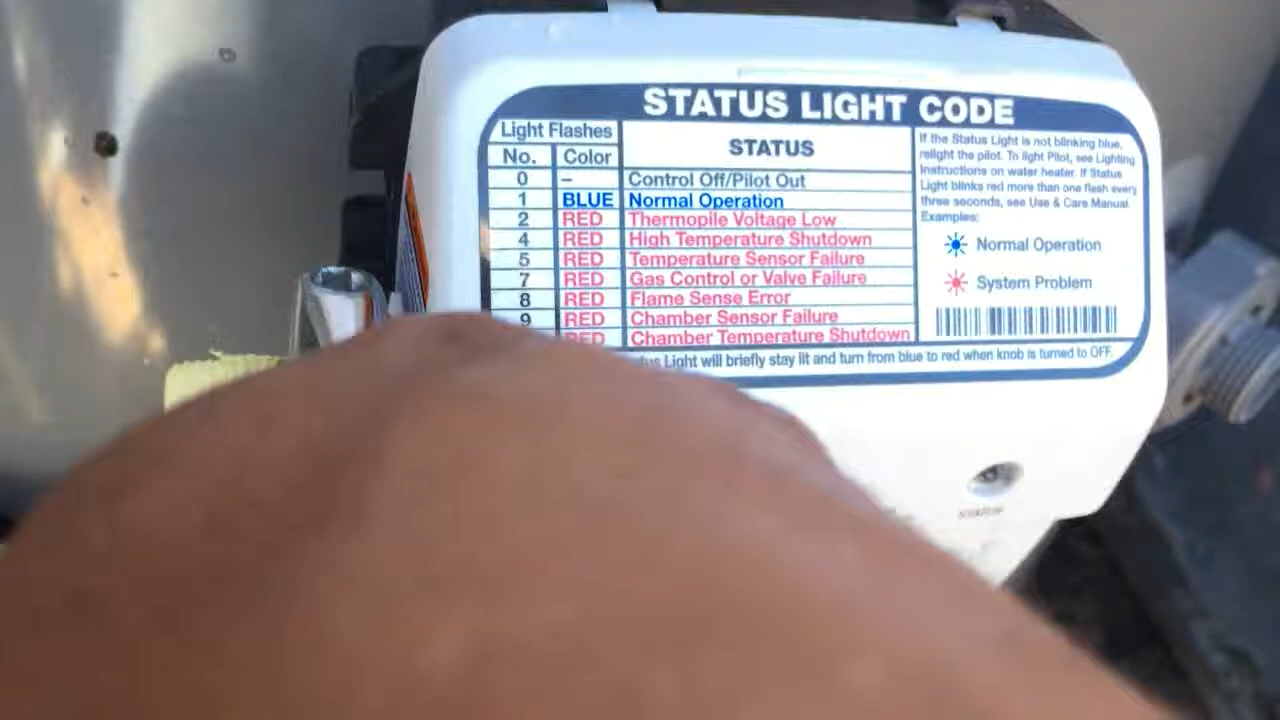 STATUS LIGHT CODE
Light Flashes
No. Color STATUS
0 – Control Off/Pilot Out
1 BLUE Normal Operation
2 RED Thermopile Voltage Low
4 RED High Temperature Shutdown
5 RED Temperature Sensor Failure
7 RED Gas Control or Valve Failure
8 RED Flame Sense Error
9 RED Chamber Sensor Failure
RED Chamber Temperature Shutdown
Light will briefly stay lit and turn from blue to red when knob is turned to OFF.
If the Status Light is not blinking blue,
relight the pilot. To light Pilot, see Lighting
Instructions on water heater. If Status
Light blinks red more than one flash every
three seconds, see Use & Care Manual.
Examples:
Normal Operation
System Problem